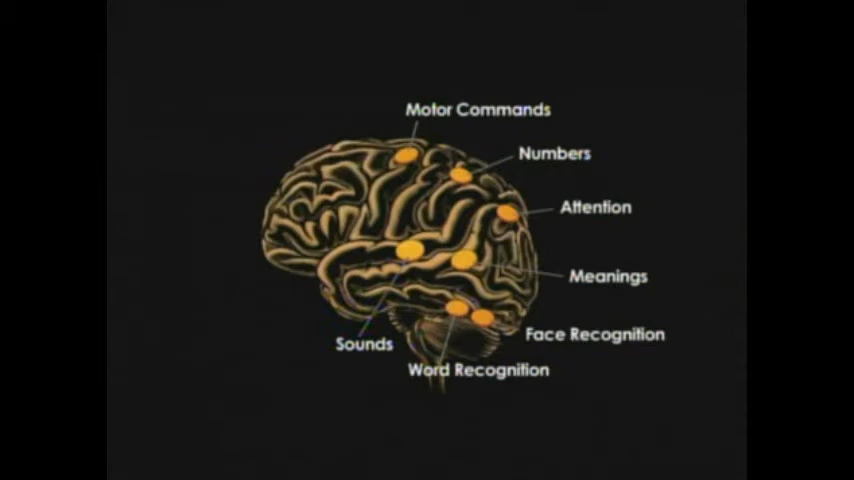 Motor Commands
Numbers
Attention
Meanings
Face Recognition
Sounds
Word Recognition